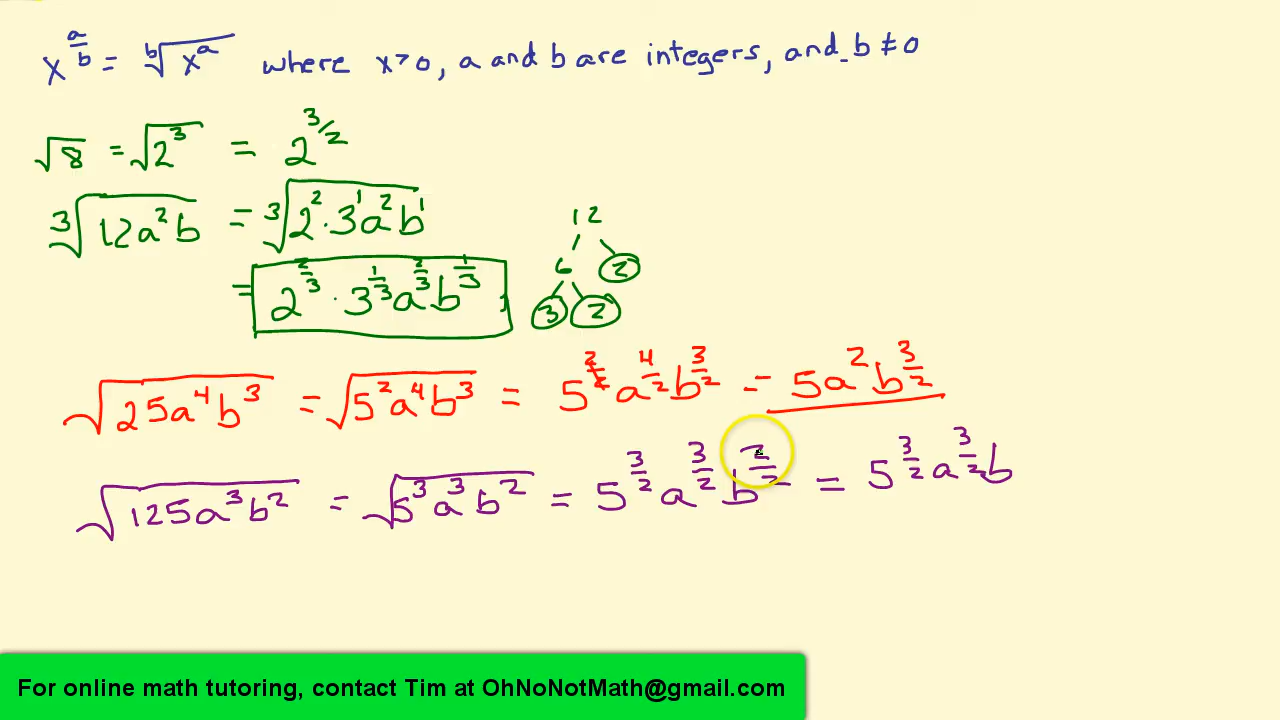 x^(a/b) = ᵇ√(x^a) where x>0, a and b are integers, and b ≠ 0
√8 = √(2^3) = 2^(3/2)
³√(12a^2b) = ³√(2^2·3^1a^2b^1)
= 2^(2/3)·3^(1/3)a^(2/3)b^(1/3)
12
6 2
3 2
√(25a^4b^3) = √(5^2a^4b^3) = 5^(2/2)a^(4/2)b^(3/2) = 5a^2b^(3/2)
√(125a^3b^2) = √(5^3a^3b^2) = 5^(3/2)a^(3/2)b^(2/2) = 5^(3/2)a^(3/2)b
For online math tutoring, contact Tim at OhNoNotMath@gmail.com